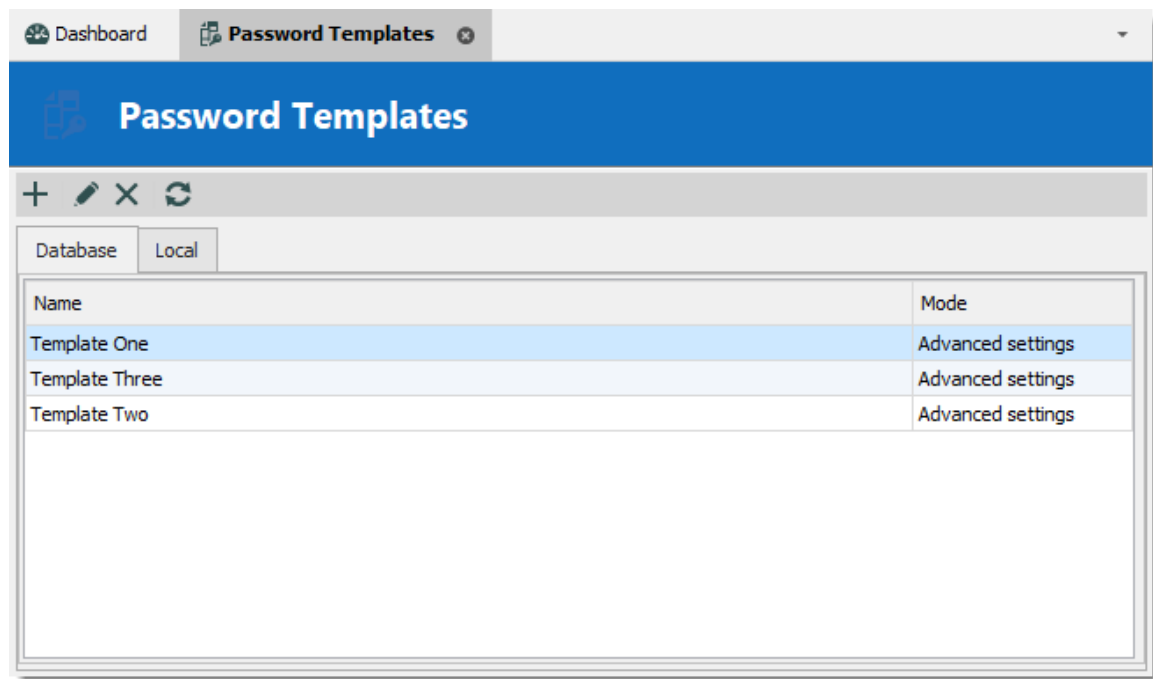 Dashboard Password Templates
Password Templates
Database Local
Name Mode
Template One Advanced settings
Template Three Advanced settings
Template Two Advanced settings